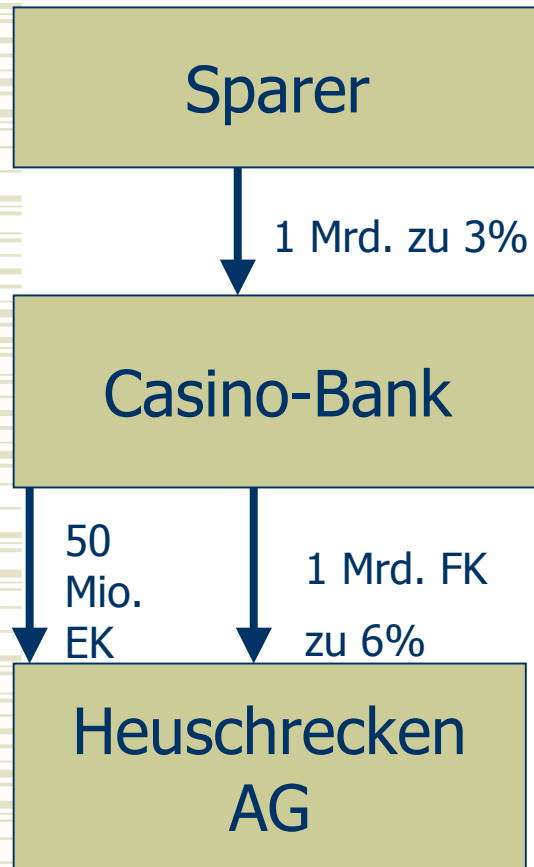 Sparer
1 Mrd. zu 3%
Casino-Bank
50
Mio.
EK
1 Mrd. FK
zu 6%
Heuschrecken
AG